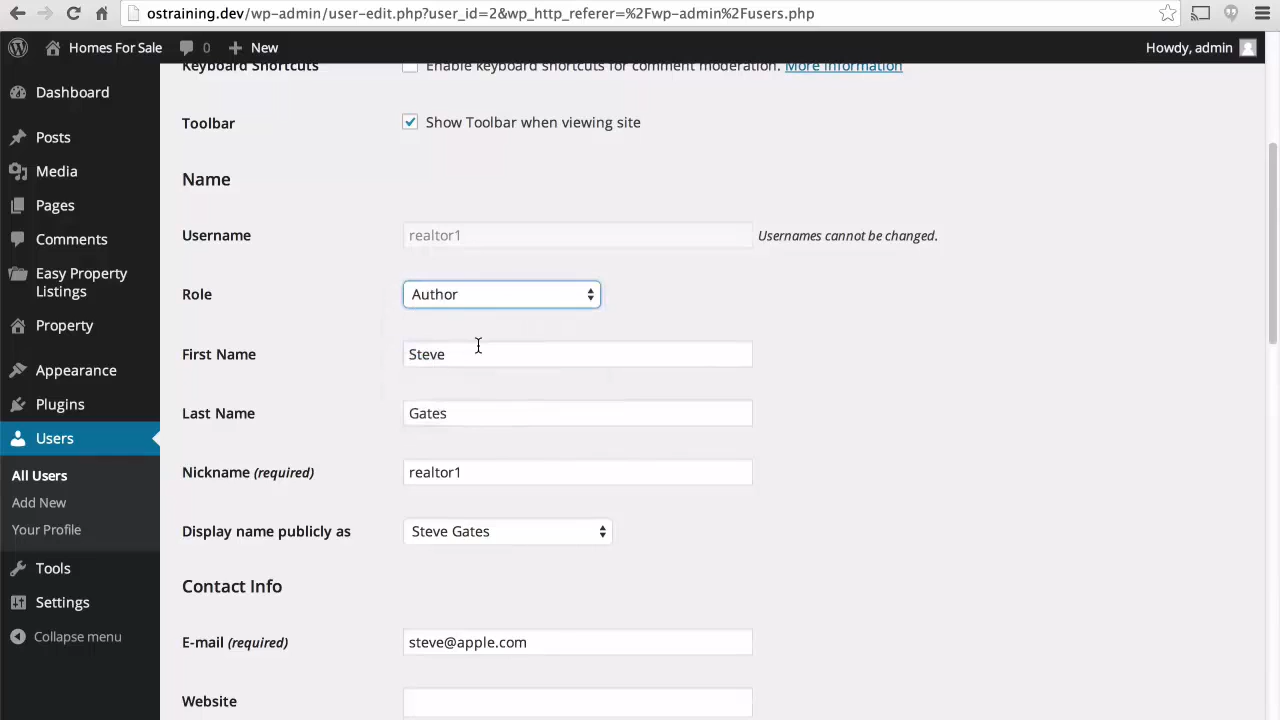 ostraining.dev/wp-admin/user-edit.php?user_id=2&wp_http_referer=%2Fwp-admin%2Fusers.php
Homes For Sale 0 New Howdy, admin
Keyboard Shortcuts Enable keyboard shortcuts for comment moderation. More information
Dashboard
Toolbar Show Toolbar when viewing site
Posts
Media
Name
Pages
Username realtor1 Usernames cannot be changed.
Comments
Easy Property
Listings
Role Author
Property
First Name Steve
Appearance
Plugins
Last Name Gates
Users
All Users
Nickname (required) realtor1
Add New
Your Profile
Display name publicly as Steve Gates
Tools
Contact Info
Settings
Collapse menu
E-mail (required) steve@apple.com
Website